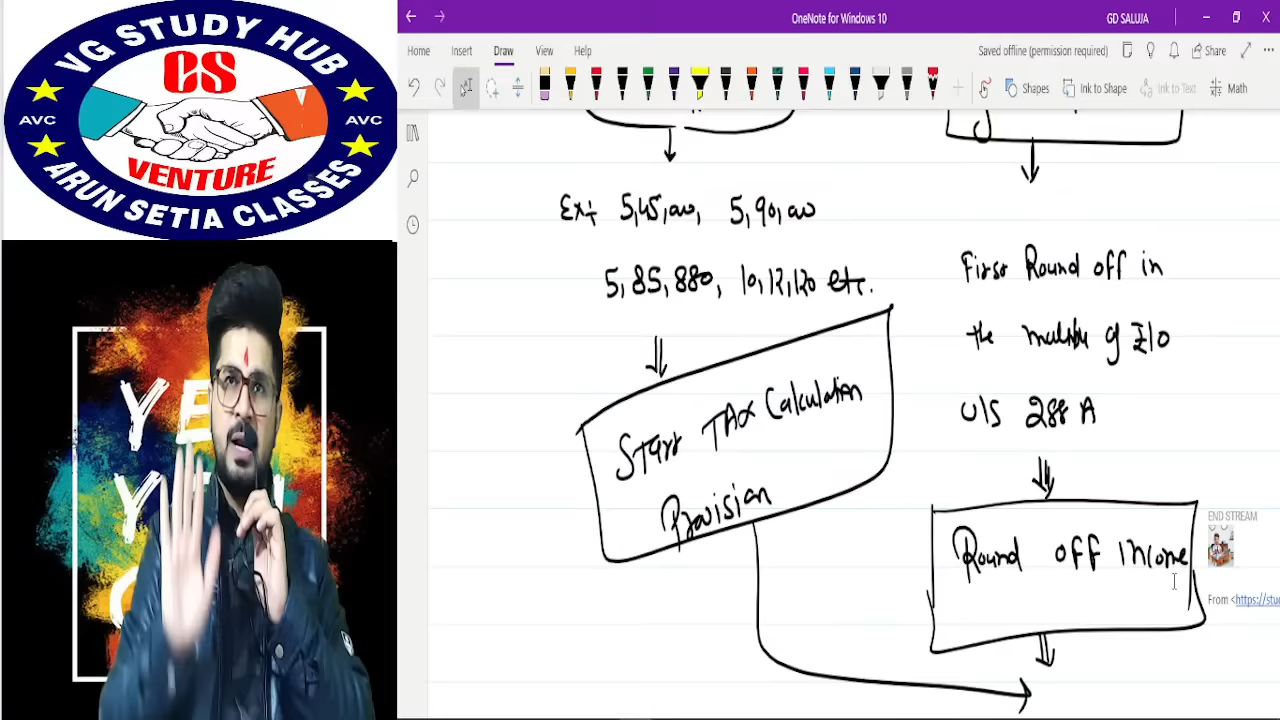 VG STUDY HUB
CS
AVC
AVC
VENTURE
ARUN SETIA CLASSES
YE
Y
OneNote for Windows 10
GD SALUJA
Home
Insert
Draw
View
Help
Saved offline (permission required)
Share
Shapes
Ink to Shape
Ink to Text
Math
Ex:- 5,45,000, 5,90,000
5,85,880, 10,12,120 etc.
Start Tax Calculation
Provision
First Round off in
the multiple of ₹10
U/S 288 A
Round off income
END STREAM
From <https://stu